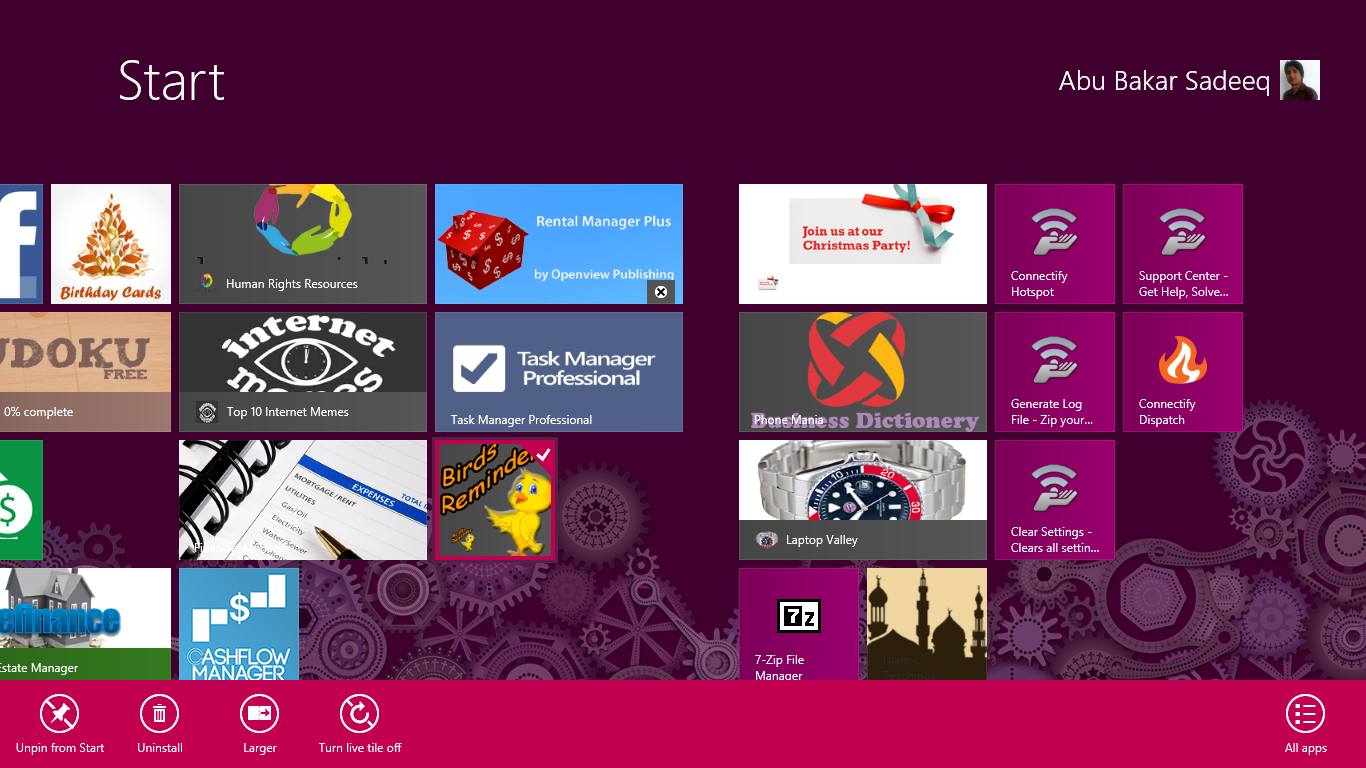 Start
Abu Bakar Sadeeq
f
Birthday Cards
Human Rights Resources
Rental Manager Plus
by Openview Publishing
Join us at our
Christmas Party!
Connectify
Hotspot
Support Center -
Get Help, Solve...
UDOKU
FREE
0% complete
internet
Top 10 Internet Memes
Task Manager
Professional
Task Manager Professional
Business Dictionary
Phone Mania
Generate Log
File - Zip your...
Connectify
Dispatch
$
EXPENSES
MORTGAGE/RENT
UTILITIES
Gas/Oil
Electricity
Water/Sewer
Birds
Reminder
Laptop Valley
Clear Settings -
Clears all settin...
efinance
Estate Manager
$
CASHFLOW
MANAGER
7z
7-Zip File
Manager
Islamic
Unpin from Start
Uninstall
Larger
Turn live tile off
All apps